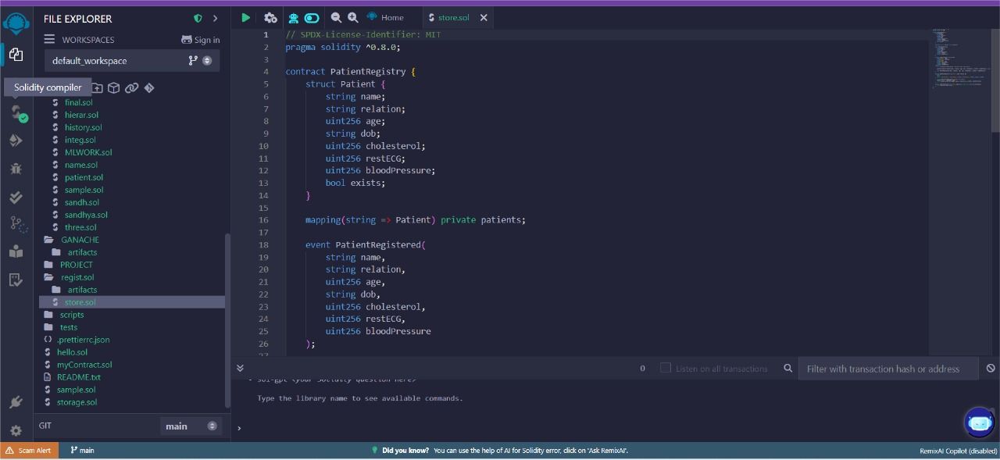 FILE EXPLORER
WORKSPACES
Sign in
default_workspace
Solidity compiler
final.sol
hierar.sol
history.sol
integ.sol
MLWORK.sol
name.sol
patient.sol
sample.sol
sandh.sol
sandhya.sol
three.sol
GANACHE
artifacts
PROJECT
regist.sol
artifacts
store.sol
scripts
tests
.prettierrc.json
hello.sol
myContract.sol
README.txt
sample.sol
storage.sol
GIT
main
Home
store.sol
1 // SPDX-License-Identifier: MIT
2 pragma solidity ^0.8.0;
3
4 contract PatientRegistry {
5 struct Patient {
6 string name;
7 string relation;
8 uint256 age;
9 string dob;
10 uint256 cholesterol;
11 uint256 restECG;
12 uint256 bloodPressure;
13 bool exists;
14 }
15
16 mapping(string => Patient) private patients;
17
18 event PatientRegistered(
19 string name,
20 string relation,
21 uint256 age,
22 string dob,
23 uint256 cholesterol,
24 uint256 restECG,
25 uint256 bloodPressure
26 );
27
0
Listen on all transactions
Filter with transaction hash or address
sol-gpt <your Solidity question here>
Type the library name to see available commands.
>
Scam Alert
main
Did you know? You can use the help of AI for Solidity error, click on 'Ask RemixAI'.
RemixAI Copilot (disabled)